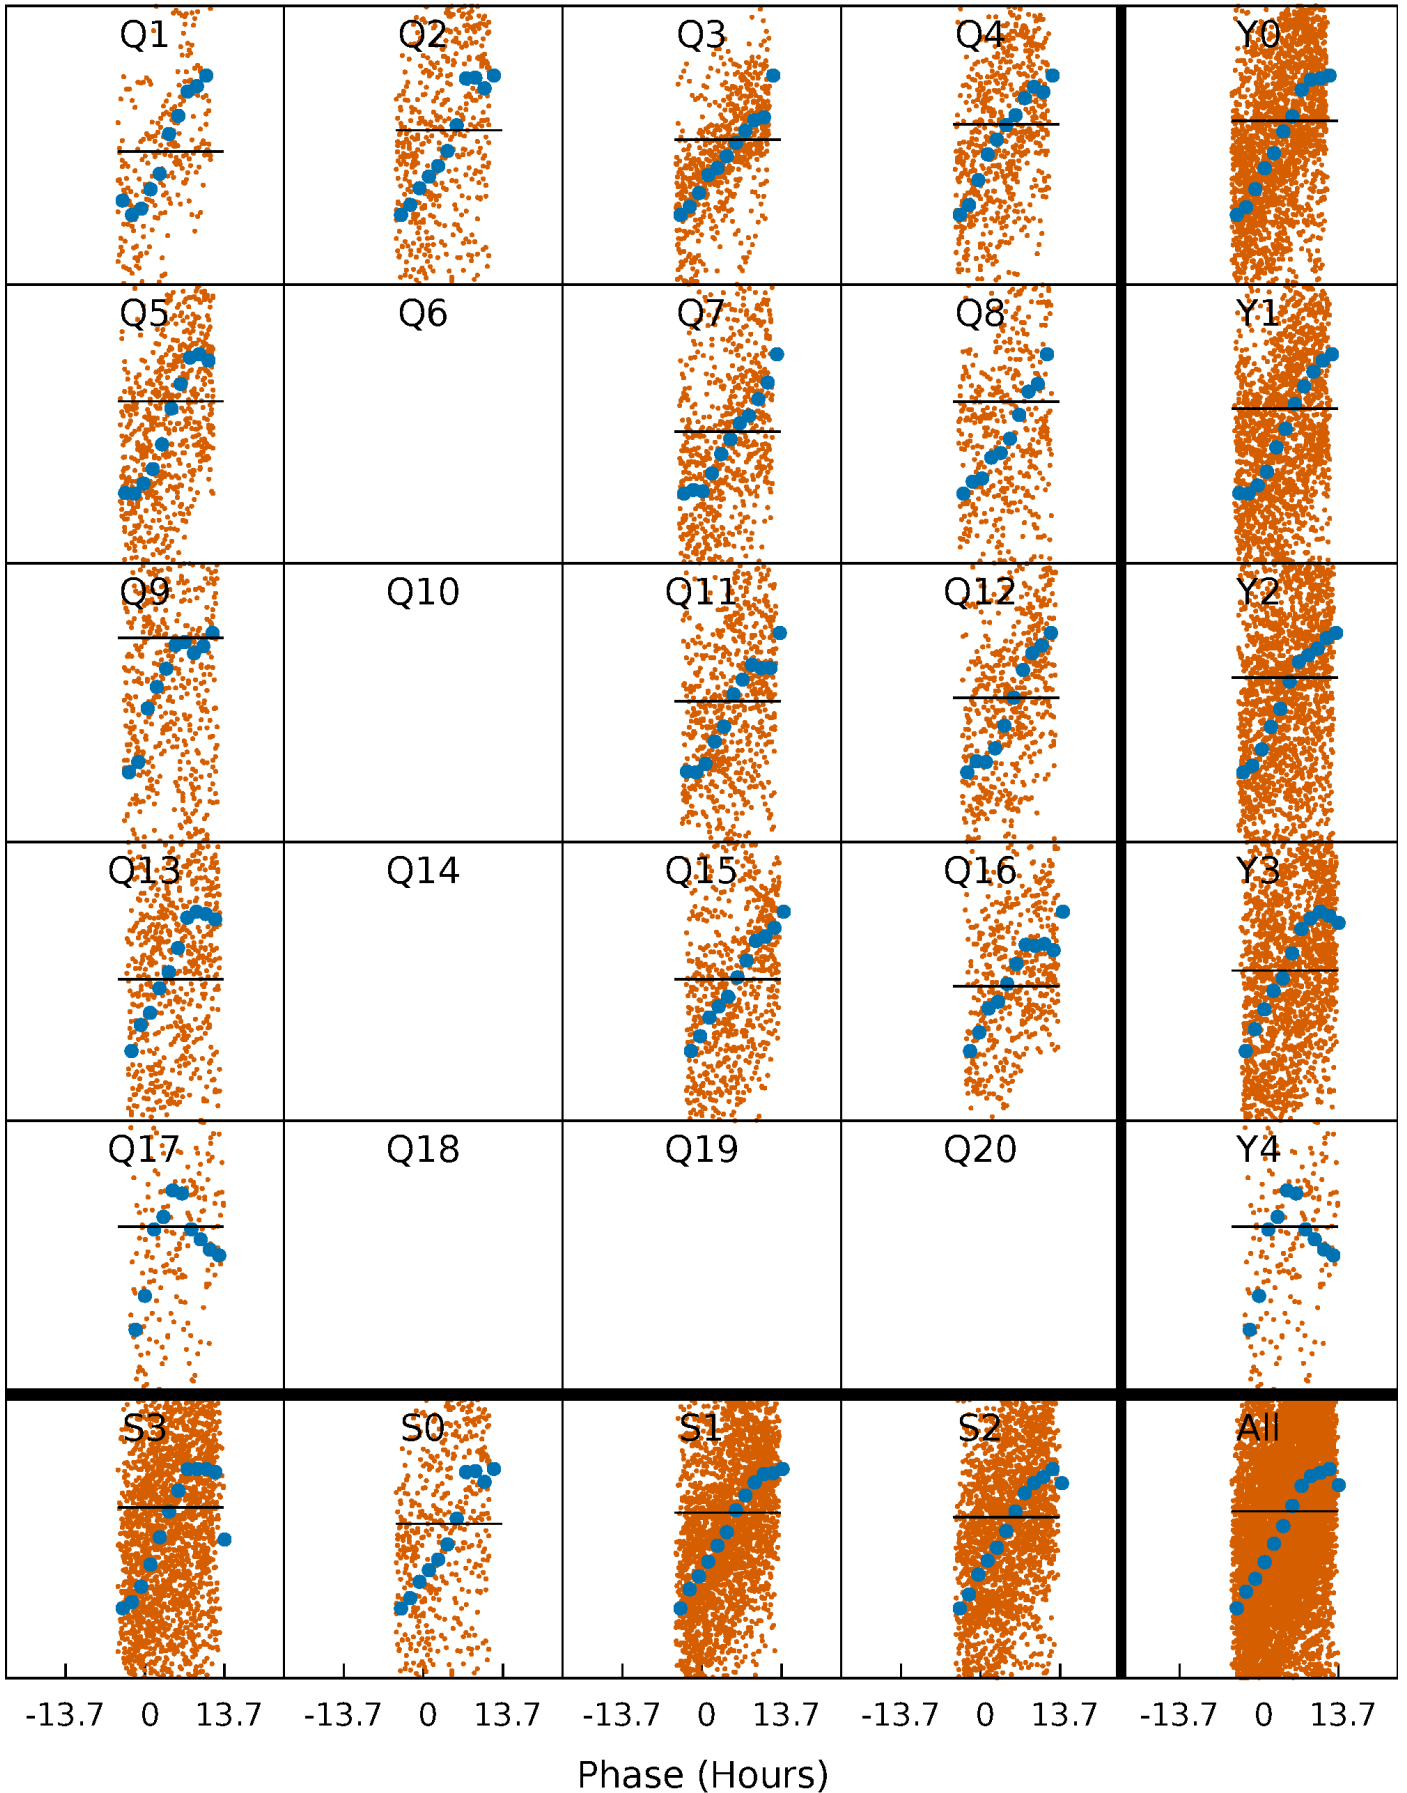 Q1 Q2 Q3 Q4 Y0
Q5 Q6 Q7 Q8 Y1
Q9 Q10 Q11 Q12 Y2
Q13 Q14 Q15 Q16 Y3
Q17 Q18 Q19 Q20 Y4
S3 S0 S1 S2 All
-13.7 0 13.7 -13.7 0 13.7 -13.7 0 13.7 -13.7 0 13.7 -13.7 0 13.7
Phase (Hours)